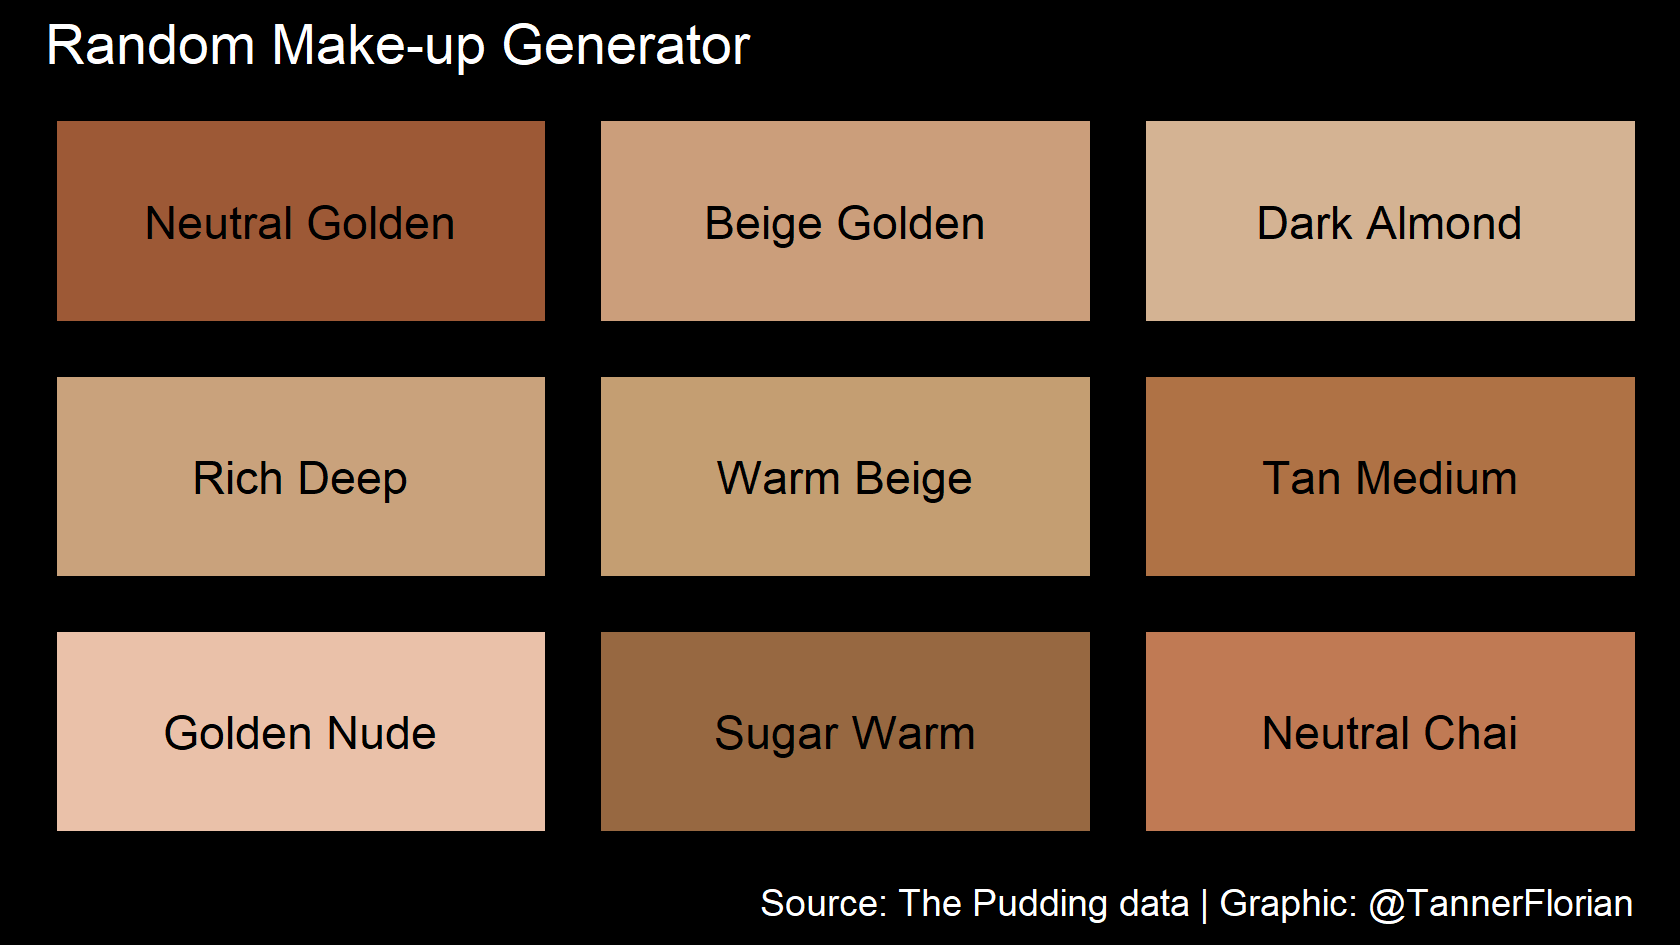 Random Make-up Generator
Neutral Golden
Beige Golden
Dark Almond
Rich Deep
Warm Beige
Tan Medium
Golden Nude
Sugar Warm
Neutral Chai
Source: The Pudding data | Graphic: @TannerFlorian